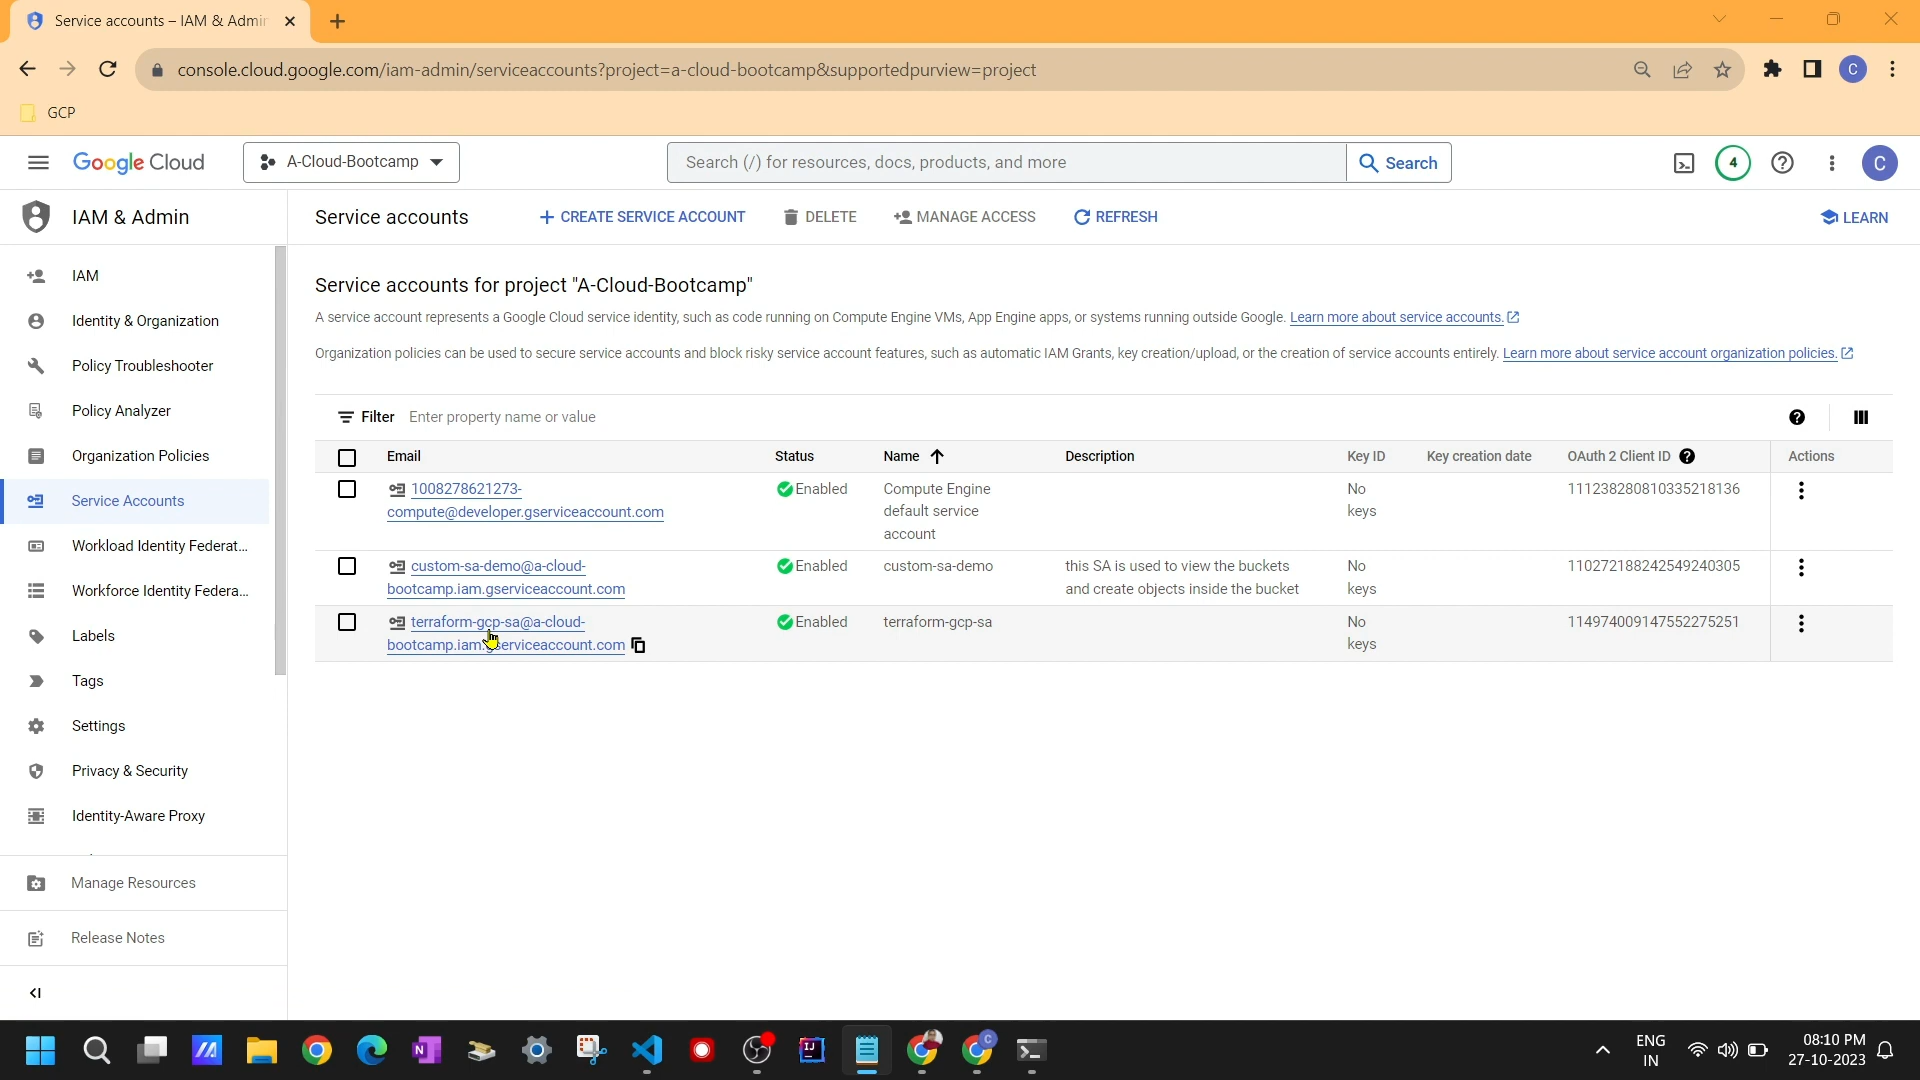 Service accounts – IAM & Admin
console.cloud.google.com/iam-admin/serviceaccounts?project=a-cloud-bootcamp&supportedpurview=project
C
GCP
Google Cloud
A-Cloud-Bootcamp
Search (/) for resources, docs, products, and more
Search
4
C
IAM & Admin
Service accounts
CREATE SERVICE ACCOUNT
DELETE
MANAGE ACCESS
REFRESH
LEARN
IAM
Identity & Organization
Policy Troubleshooter
Policy Analyzer
Organization Policies
Service Accounts
Workload Identity Federat...
Workforce Identity Federa...
Labels
Tags
Settings
Privacy & Security
Identity-Aware Proxy
Manage Resources
Release Notes
Service accounts for project "A-Cloud-Bootcamp"
A service account represents a Google Cloud service identity, such as code running on Compute Engine VMs, App Engine apps, or systems running outside Google. Learn more about service accounts.
Organization policies can be used to secure service accounts and block risky service account features, such as automatic IAM Grants, key creation/upload, or the creation of service accounts entirely. Learn more about service account organization policies.
Filter Enter property name or value
Email Status Name Description Key ID Key creation date OAuth 2 Client ID Actions
1008278621273- Enabled Compute Engine No 111238280810335218136
compute@developer.gserviceaccount.com default service keys
account
custom-sa-demo@a-cloud- Enabled custom-sa-demo this SA is used to view the buckets No 110272188242549240305
bootcamp.iam.gserviceaccount.com and create objects inside the bucket keys
terraform-gcp-sa@a-cloud- Enabled terraform-gcp-sa No 114974009147552275251
bootcamp.iam.gserviceaccount.com keys
ENG
IN
08:10 PM
27-10-2023